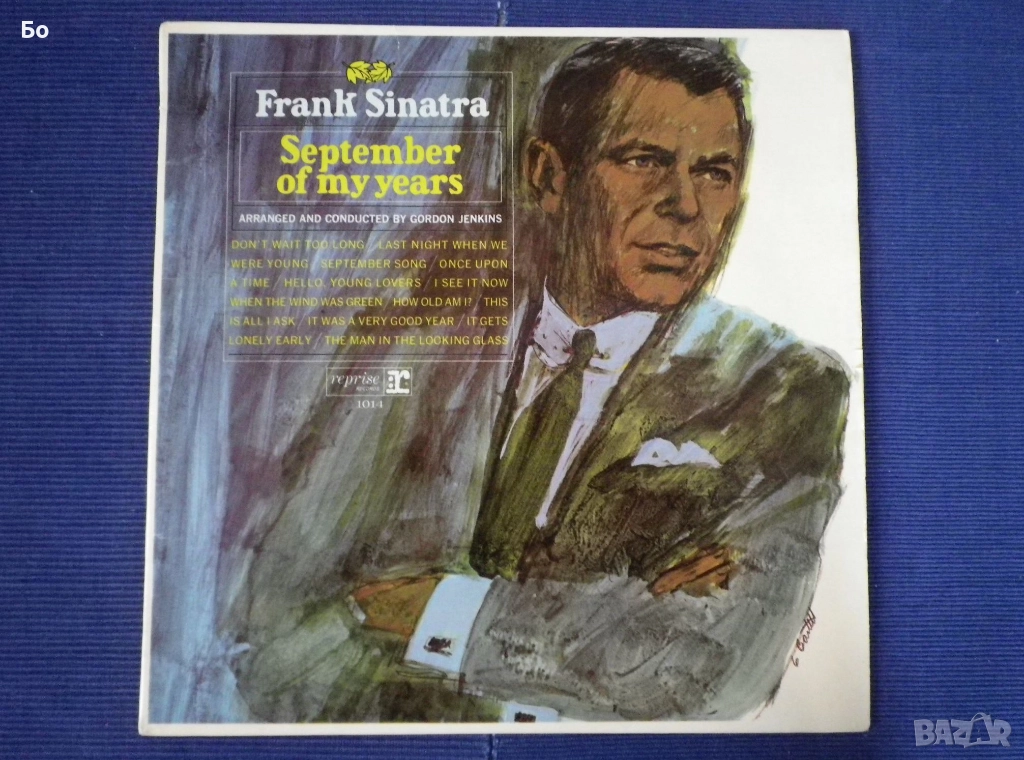 Бо
Frank Sinatra
September
of my years
ARRANGED AND CONDUCTED BY GORDON JENKINS
DON'T WAIT TOO LONG / LAST NIGHT WHEN WE
WERE YOUNG / SEPTEMBER SONG / ONCE UPON
A TIME / HELLO, YOUNG LOVERS / I SEE IT NOW
WHEN THE WIND WAS GREEN / HOW OLD AM I? / THIS
IS ALL I ASK / IT WAS A VERY GOOD YEAR / IT GETS
LONELY EARLY / THE MAN IN THE LOOKING GLASS
reprise
RECORDS
1014
BAZAR